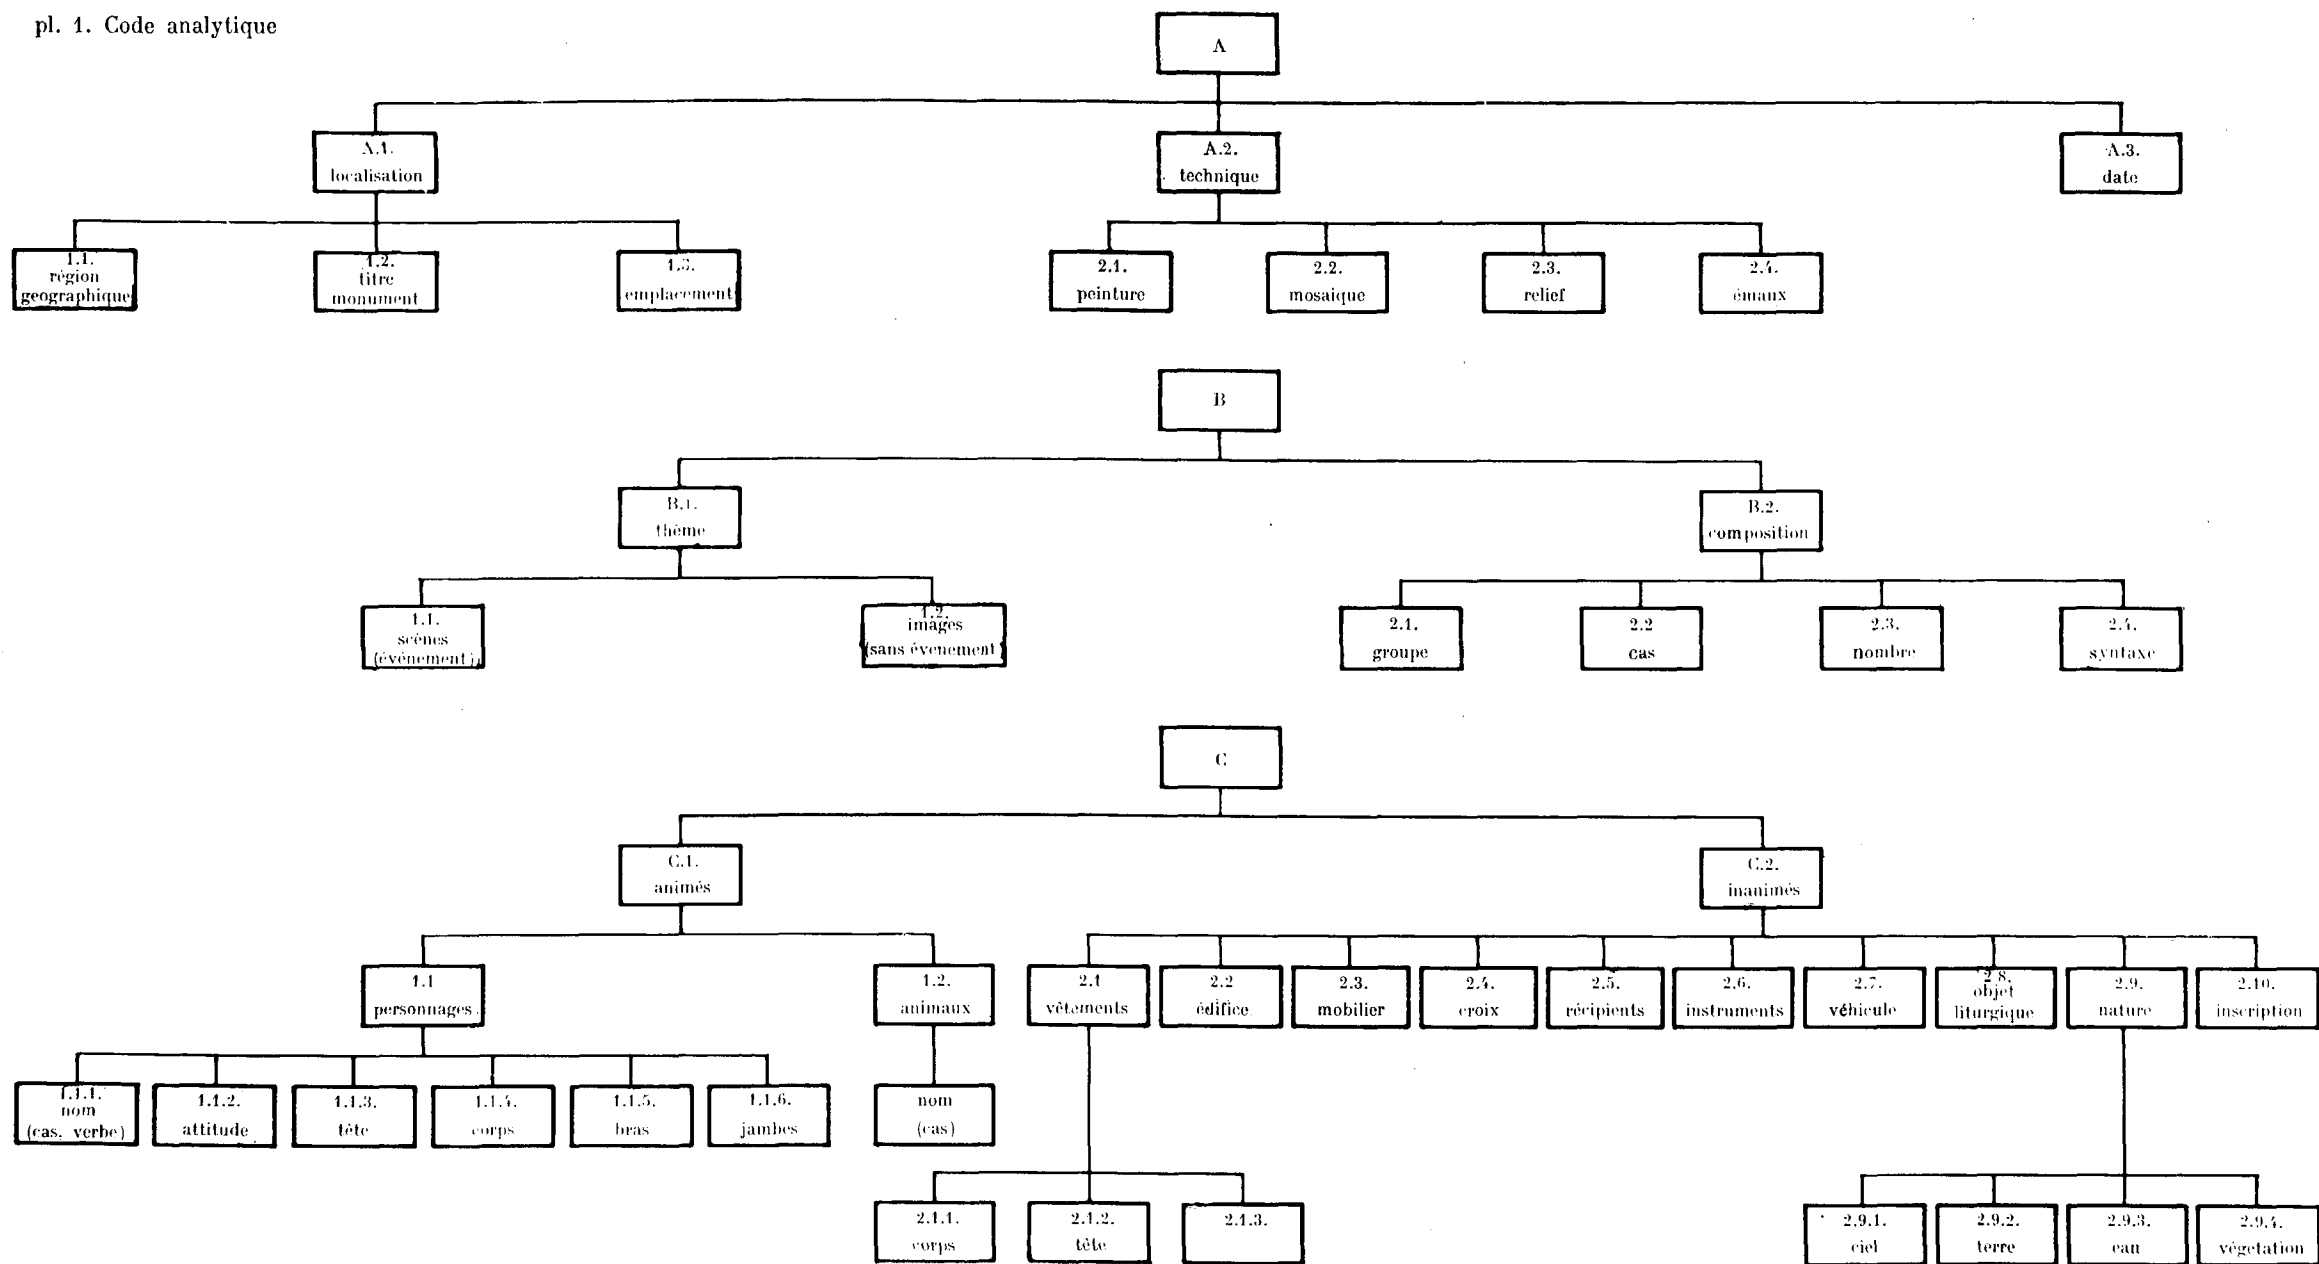 pl. 1. Code analytique
A
A.1.
localisation
A.2.
technique
A.3.
date
1.1.
région
geographique
1.2.
titre
monument
1.3.
emplacement
2.1.
peinture
2.2.
mosaique
2.3.
relief
2.4.
émaux
B
B.1.
thème
B.2.
composition
1.1.
scènes
(événement)
1.2.
images
(sans évenement)
2.1.
groupe
2.2
cas
2.3.
nombre
2.4.
syntaxe
C
C.1.
animés
C.2.
inanimés
1.1
personnages
1.2.
animaux
2.1
vêtements
2.2
édifice
2.3.
mobilier
2.4.
croix
2.5.
récipients
2.6.
instruments
2.7.
véhicule
2.8.
objet
liturgique
2.9.
nature
2.10.
inscription
1.1.1.
nom
(cas. verbe)
1.1.2.
attitude
1.1.3.
tête
1.1.4.
corps
1.1.5.
bras
1.1.6.
jambes
nom
(cas)
2.1.1.
corps
2.1.2.
tête
2.1.3.
2.9.1.
ciel
2.9.2.
terre
2.9.3.
eau
2.9.4.
végetation